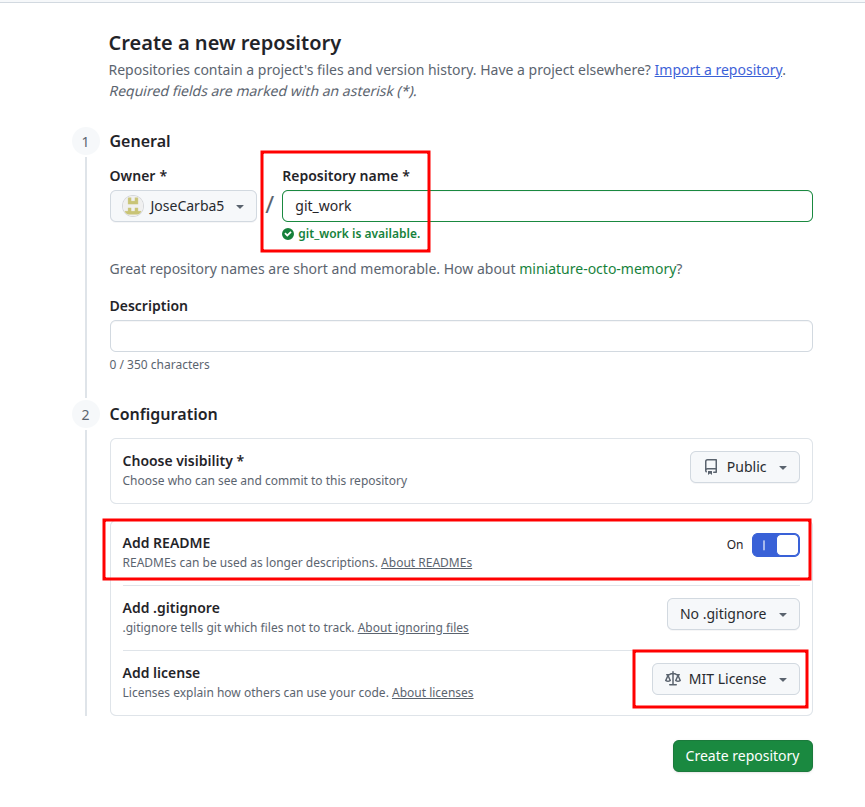 Create a new repository
Repositories contain a project's files and version history. Have a project elsewhere? Import a repository.
Required fields are marked with an asterisk (*).
1 General
Owner * Repository name *
JoseCarba5 / git_work
git_work is available.
Great repository names are short and memorable. How about miniature-octo-memory?
Description
0 / 350 characters
2 Configuration
Choose visibility *
Choose who can see and commit to this repository
Public
Add README
READMEs can be used as longer descriptions. About READMEs
On
Add .gitignore
.gitignore tells git which files not to track. About ignoring files
No .gitignore
Add license
Licenses explain how others can use your code. About licenses
MIT License
Create repository